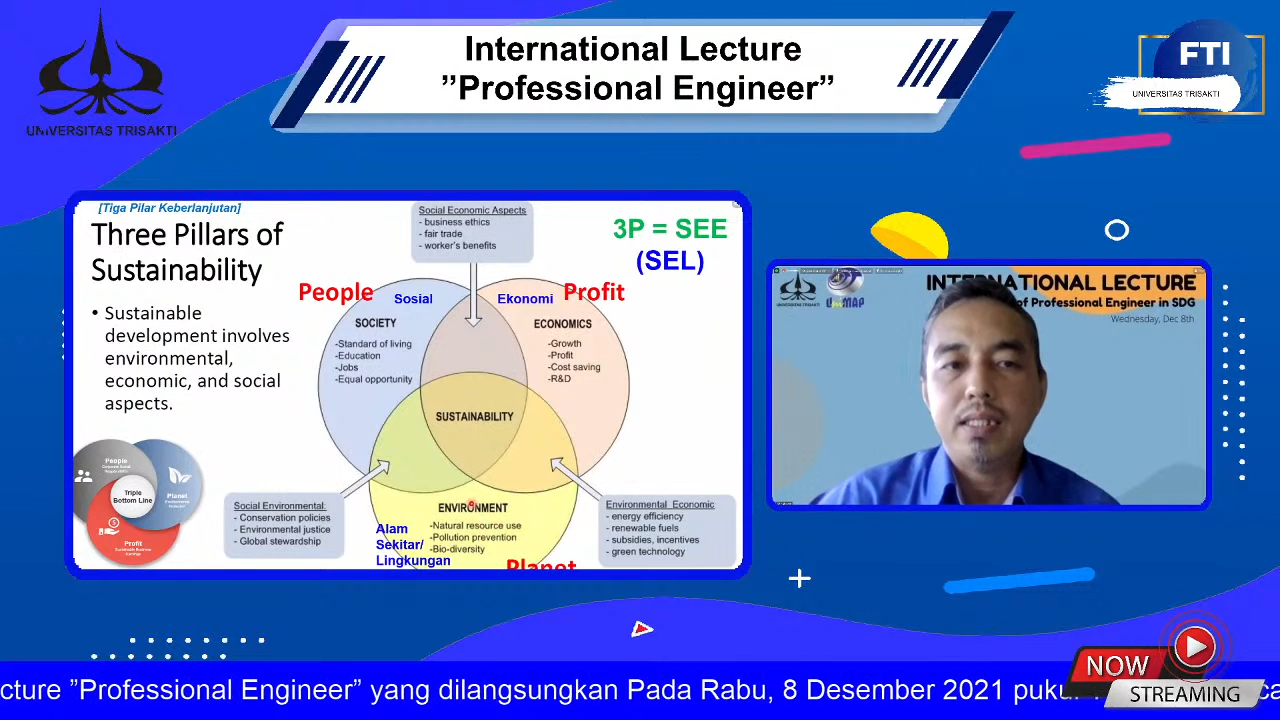 International Lecture
”Professional Engineer”
UNIVERSITAS TRISAKTI
FTI
UNIVERSITAS TRISAKTI
[Tiga Pilar Keberlanjutan]
Three Pillars of
Sustainability
• Sustainable
development involves
environmental,
economic, and social
aspects.
Social Economic Aspects
- business ethics
- fair trade
- worker's benefits
3P = SEE
(SEL)
People
Sosial
Ekonomi
Profit
SOCIETY
-Standard of living
-Education
-Jobs
-Equal opportunity
ECONOMICS
-Growth
-Profit
-Cost saving
-R&D
SUSTAINABILITY
People
Triple
Bottom Line
Planet
Profit
Social Environmental:
- Conservation policies
- Environmental justice
- Global stewardship
ENVIRONMENT
-Natural resource use
-Pollution prevention
-Bio-diversity
Alam
Sekitar/
Lingkungan
Planet
Environmental Economic
- energy efficiency
- renewable fuels
- subsidies, incentives
- green technology
INTERNATIONAL LECTURE
of Professional Engineer in SDG
Wednesday, Dec 8th
cture ”Professional Engineer” yang dilangsungkan Pada Rabu, 8 Desember 2021
NOW
STREAMING